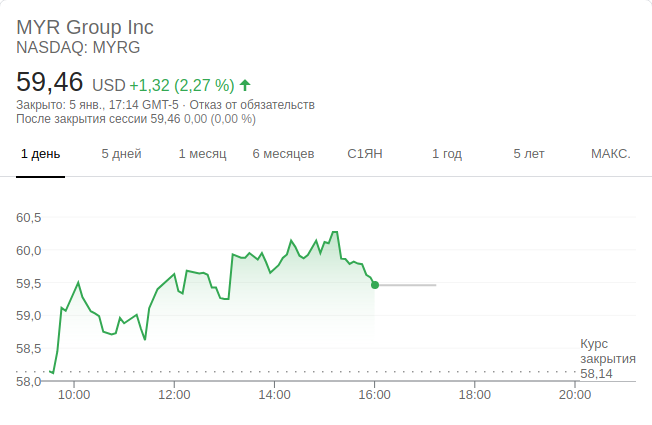 MYR Group Inc
NASDAQ: MYRG
59,46 USD +1,32 (2,27 %)
Закрыто: 5 янв., 17:14 GMT-5 · Отказ от обязательств
После закрытия сессии 59,46 0,00 (0,00 %)
1 день 5 дней 1 месяц 6 месяцев С1ЯН 1 год 5 лет МАКС.
60,5
60,0
59,5
59,0
58,5
58,0
Курс
закрытия
58,14
10:00 12:00 14:00 16:00 18:00 20:00